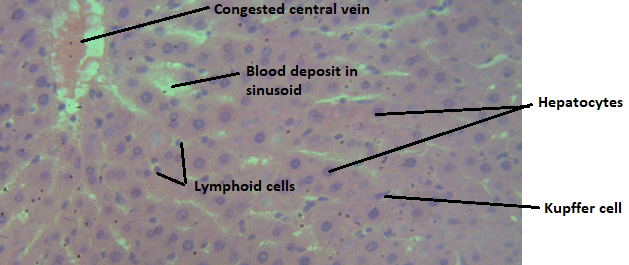 Congested central vein
Blood deposit in
sinusoid
Hepatocytes
Lymphoid cells
Kupffer cell